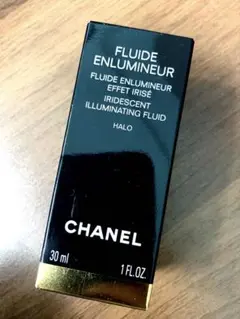 FLUIDE
ENLUMINEUR
FLUIDE ENLUMINEUR
EFFET IRISÉ
IRIDESCENT
ILLUMINATING FLUID
HALO
CHANEL
30 ml 1 FL.OZ.